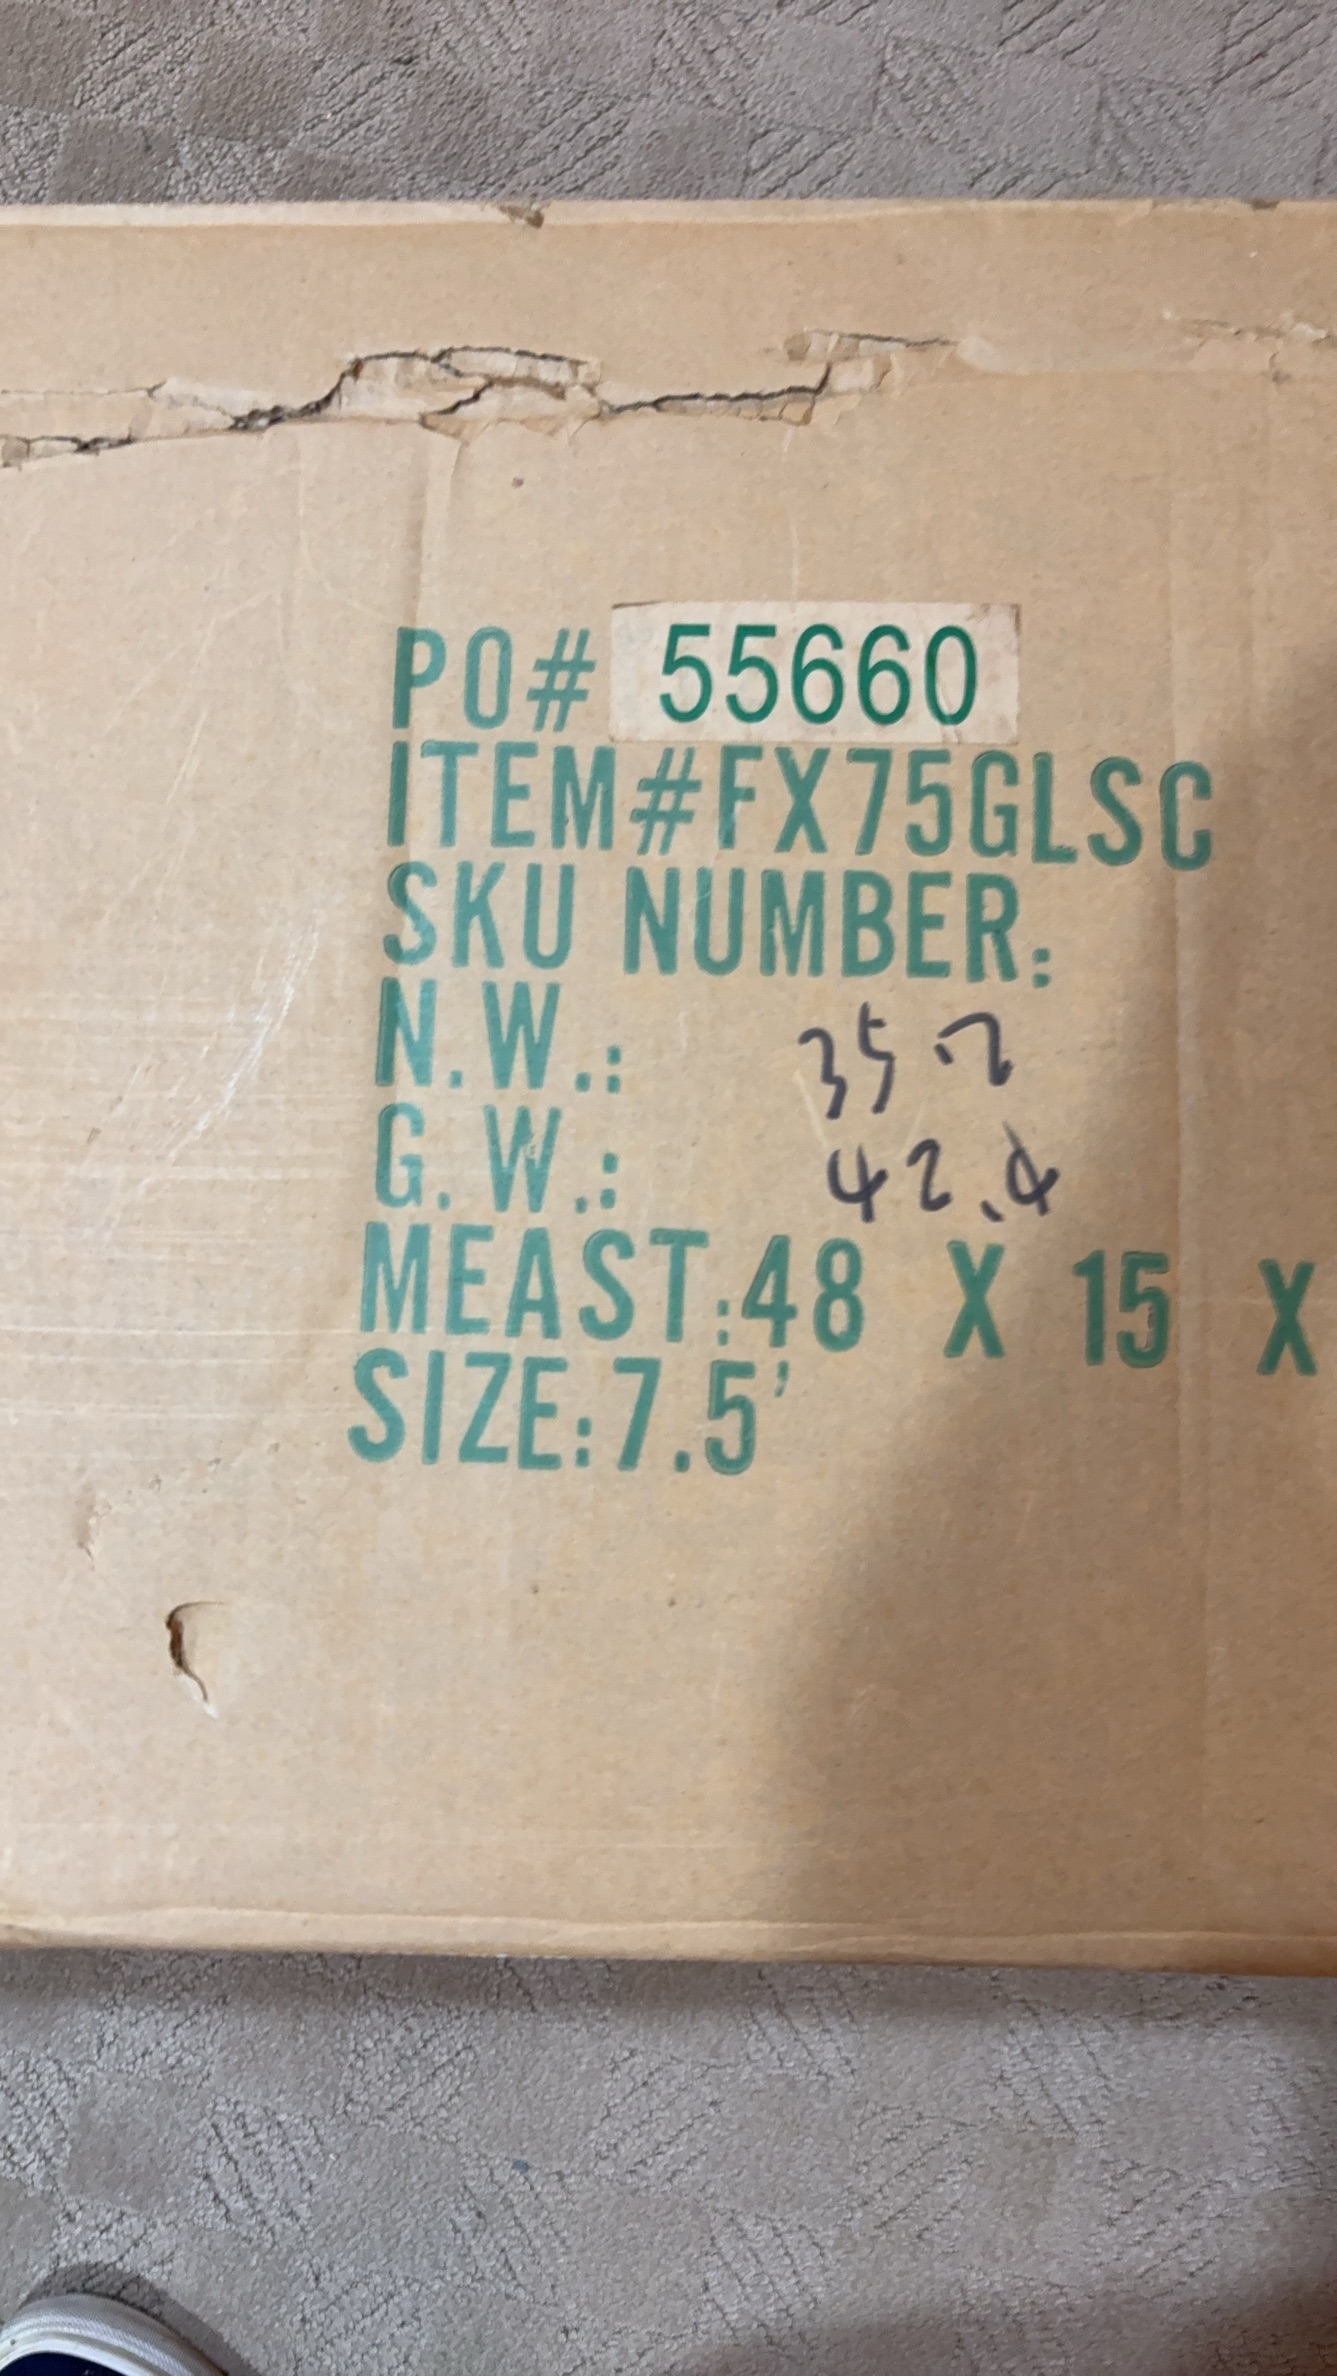 PO# 55660
ITEM#FX75GLSC
SKU NUMBER:
N.W.: 35.2
G.W.: 42.4
MEAST:48 X 15 X
SIZE:7.5'